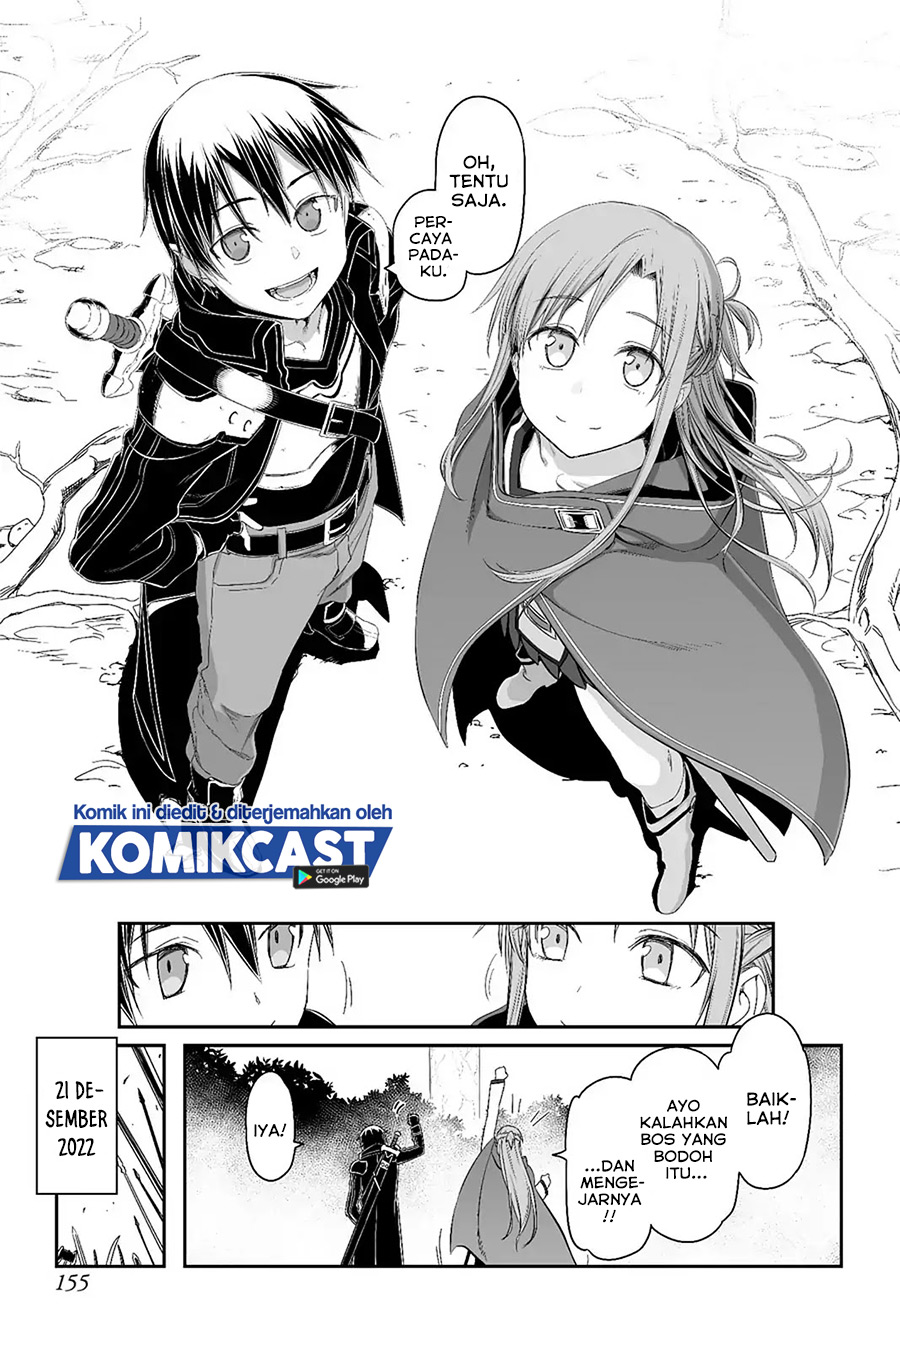 OH,
TENTU
SAJA.
PER-
CAYA
PADA-
KU.
Komik ini diedit & diterjemahkan oleh
KOMIKCAST
GET IT ON
Google Play
BAIK-
LAH!
AYO
KALAHKAN
BOS YANG
BODOH
ITU...
...DAN
MENGE-
JARNYA
!!
IYA!
21 DE-
SEMBER
2022
155